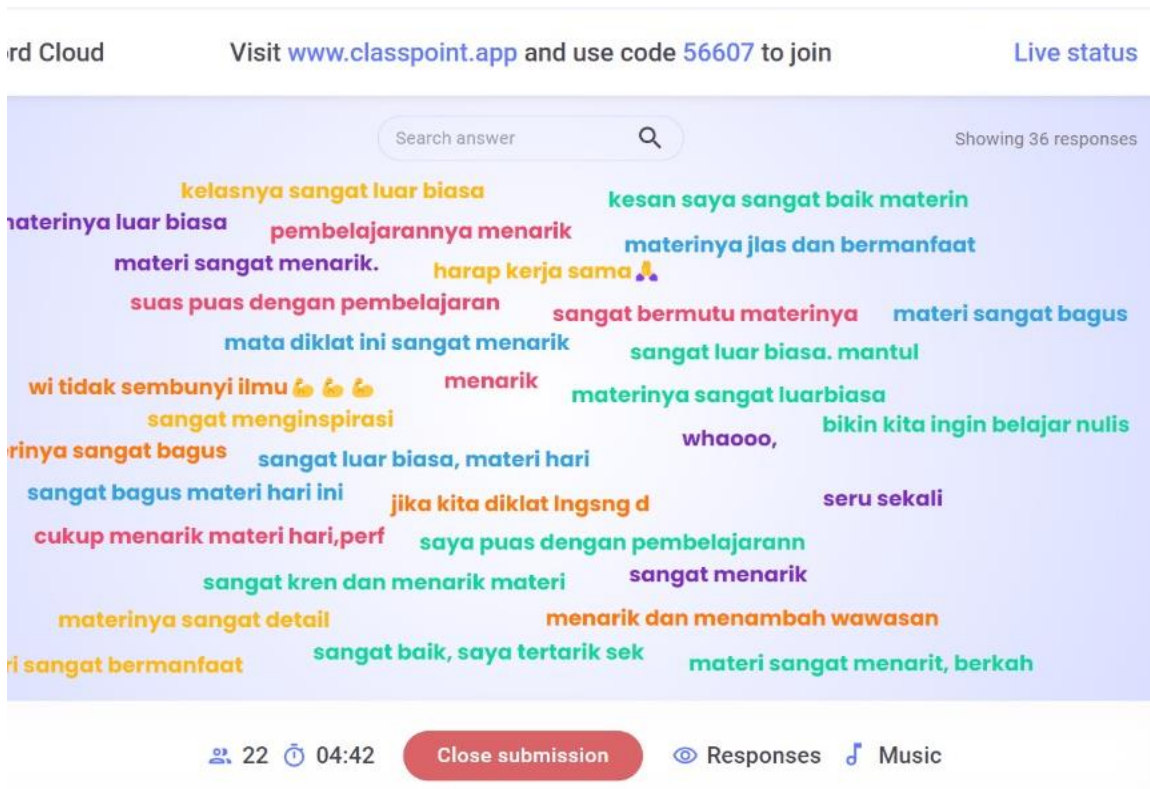 rd Cloud Visit www.classpoint.app and use code 56607 to join Live status
Search answer Showing 36 responses
kelasnya sangat luar biasa
kesan saya sangat baik materin
materinya luar biasa
pembelajarannya menarik
materinya jlas dan bermanfaat
materi sangat menarik.
harap kerja sama🙏
suas puas dengan pembelajaran
sangat bermutu materinya
materi sangat bagus
mata diklat ini sangat menarik
sangat luar biasa. mantul
wi tidak sembunyi ilmu💪💪💪
menarik
materinya sangat luarbiasa
sangat menginspirasi
bikin kita ingin belajar nulis
whaooo,
rinya sangat bagus
sangat luar biasa, materi hari
sangat bagus materi hari ini
jika kita diklat lngsng d
seru sekali
cukup menarik materi hari,perf
saya puas dengan pembelajarann
sangat kren dan menarik materi
sangat menarik
materinya sangat detail
menarik dan menambah wawasan
ri sangat bermanfaat
sangat baik, saya tertarik sek
materi sangat menarit, berkah
22 04:42 Close submission Responses Music